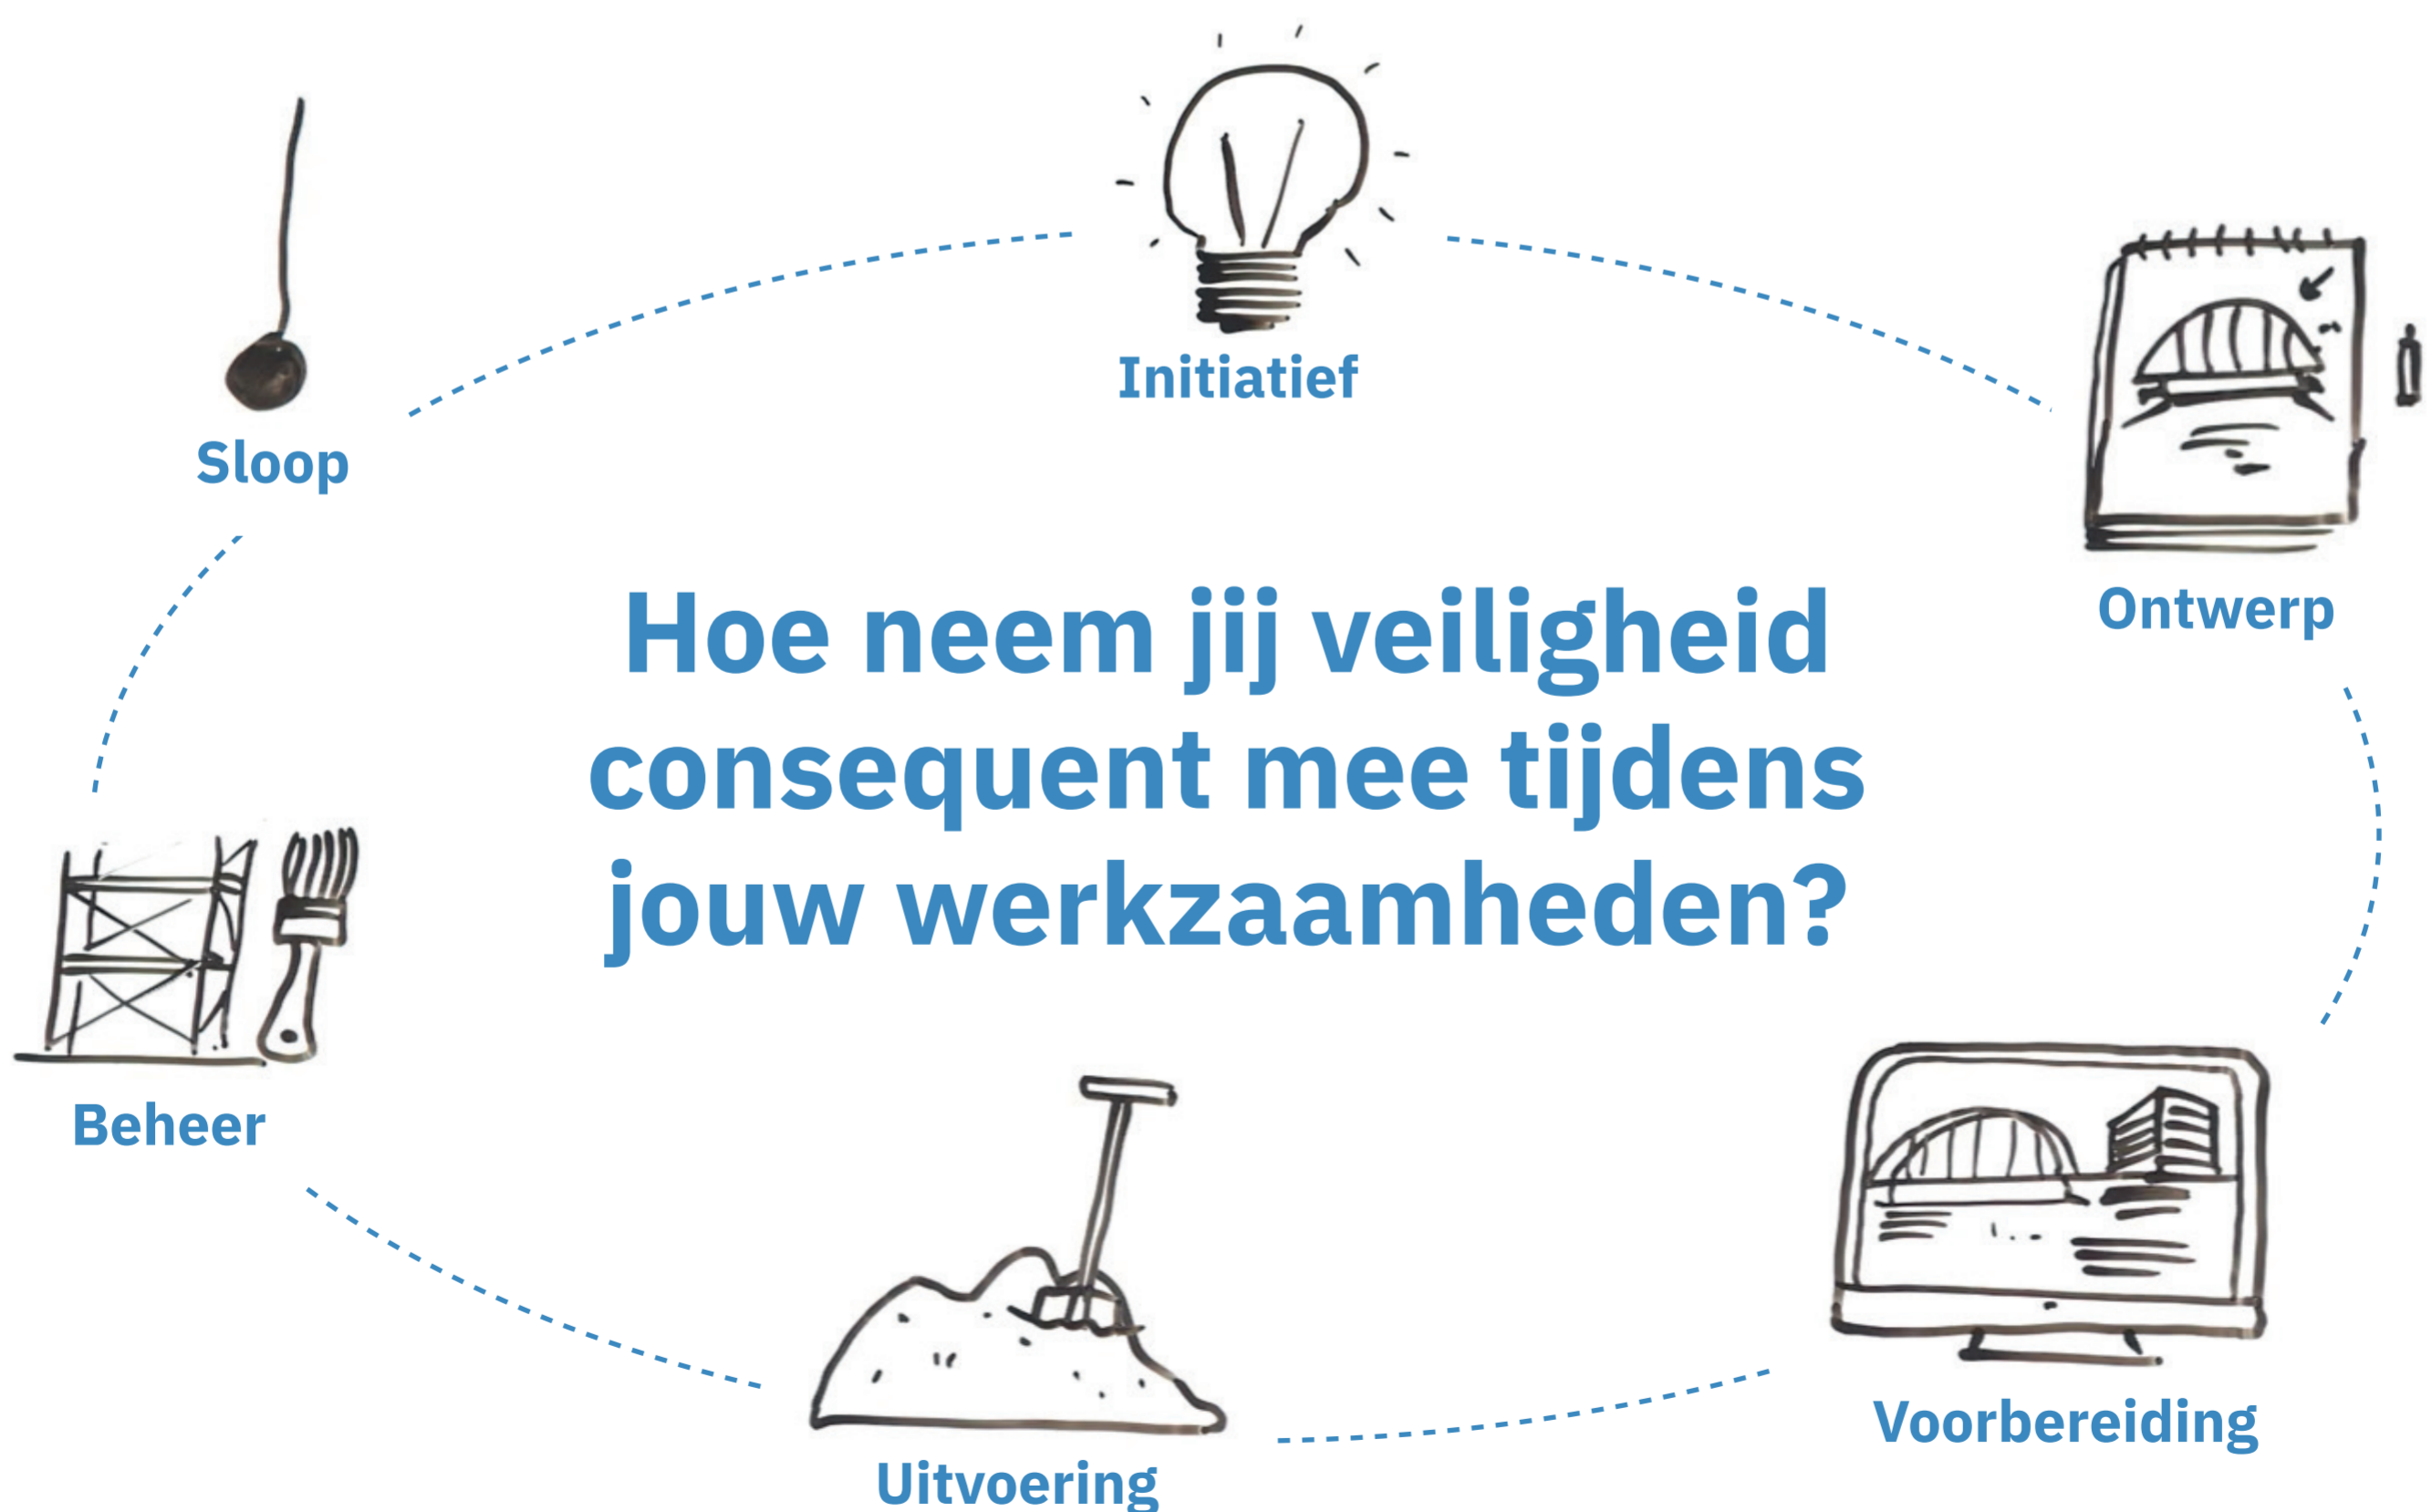 Initiatief
Sloop
Ontwerp
Hoe neem jij veiligheid
consequent mee tijdens
jouw werkzaamheden?
Beheer
Voorbereiding
Uitvoering